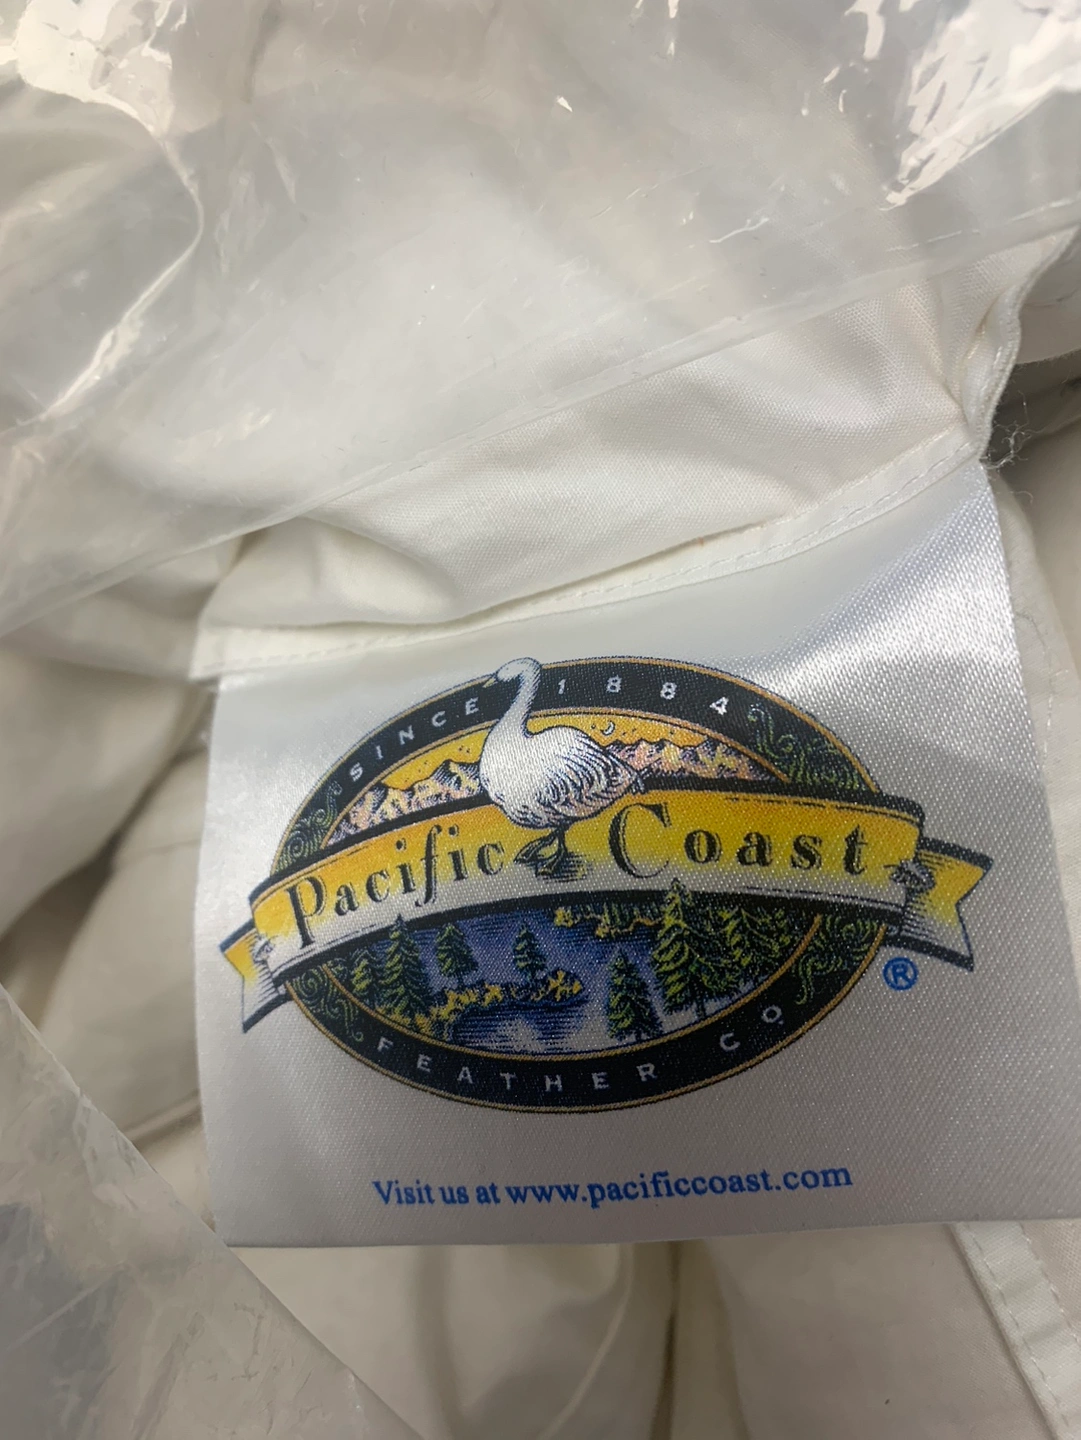 SINCE 1884
Pacific Coast
®
FEATHER CO.
Visit us at www.pacificcoast.com